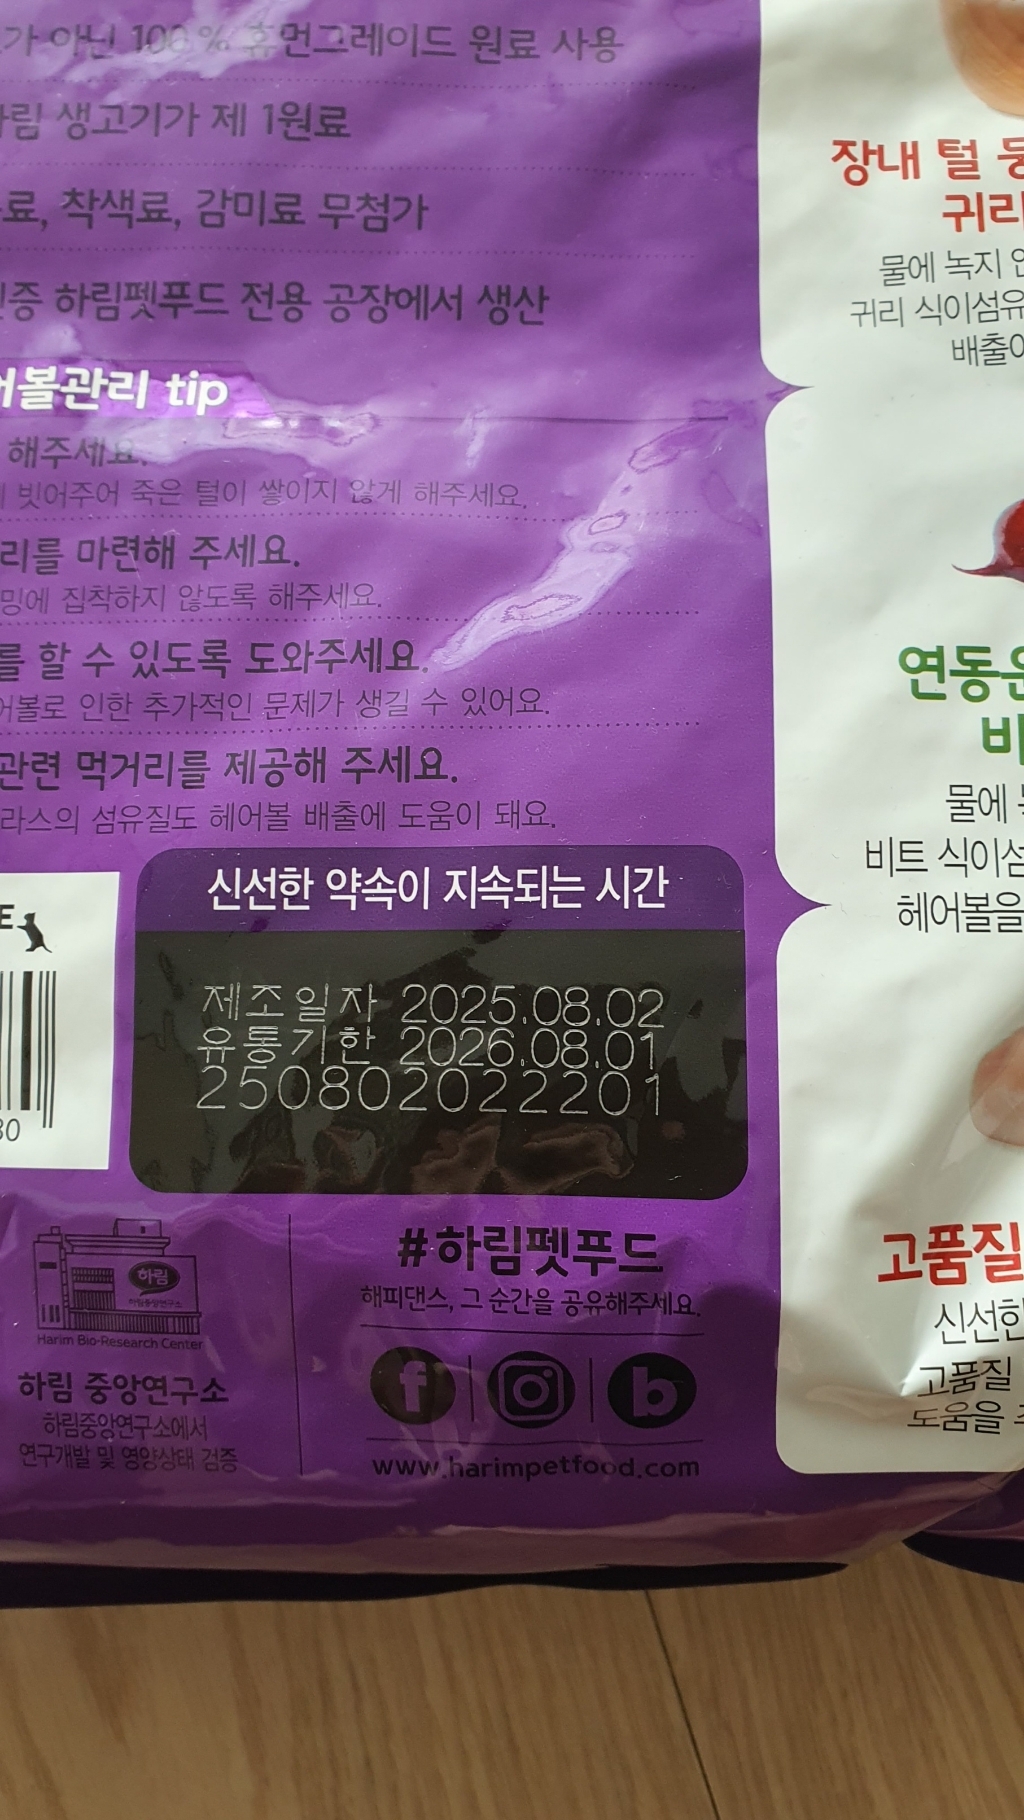 가 아닌 100% 휴먼그레이드 원료 사용
하림 생고기가 제 1원료
료, 착색료, 감미료 무첨가
인증 하림펫푸드 전용 공장에서 생산
어볼관리 tip
해주세요.
빗어주어 죽은 털이 쌓이지 않게 해주세요.
리를 마련해 주세요.
밍에 집착하지 않도록 해주세요.
를 할 수 있도록 도와주세요.
어볼로 인한 추가적인 문제가 생길 수 있어요.
관련 먹거리를 제공해 주세요.
라스의 섬유질도 헤어볼 배출에 도움이 돼요.
신선한 약속이 지속되는 시간
제조일자 2025.08.02
유통기한 2026.08.01
250802022201
E
80
하림
하림중앙연구소
Harim Bio-Research Center
하림 중앙연구소
하림중앙연구소에서
연구개발 및 영양상태 검증
#하림펫푸드
해피댄스, 그 순간을 공유해주세요.
f
b
www.harimpetfood.com
장내 털
귀리
물에 녹지
귀리 식이섬유
배출
연동
비
물에
비트 식이섬
헤어볼을
고품질
신선한
고품질
도움을